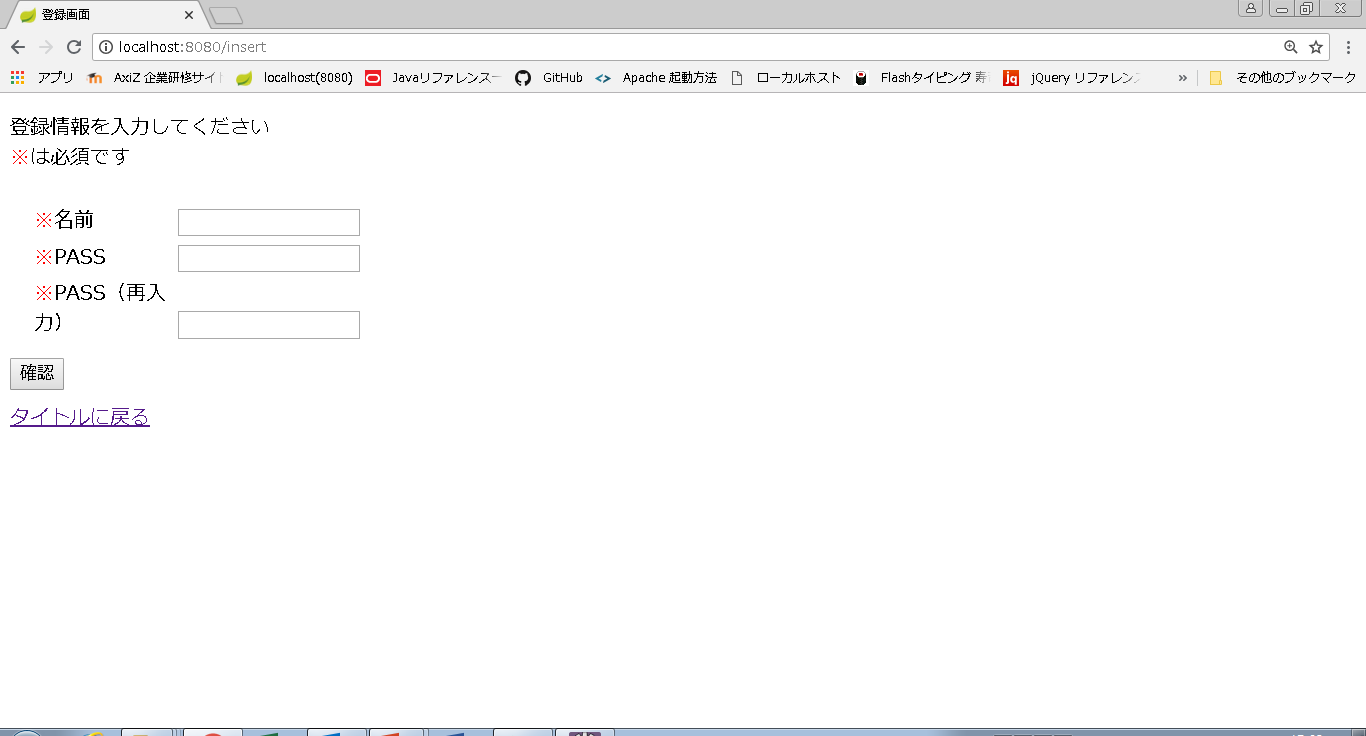 登録画面
localhost:8080/insert
アプリ AxiZ 企業研修サイ localhost(8080) Javaリファレンス GitHub Apache 起動方法 ローカルホスト Flashタイピング 寿 jQuery リファレン » その他のブックマーク
登録情報を入力してください
※は必須です
※名前
※PASS
※PASS（再入
力）
確認
タイトルに戻る